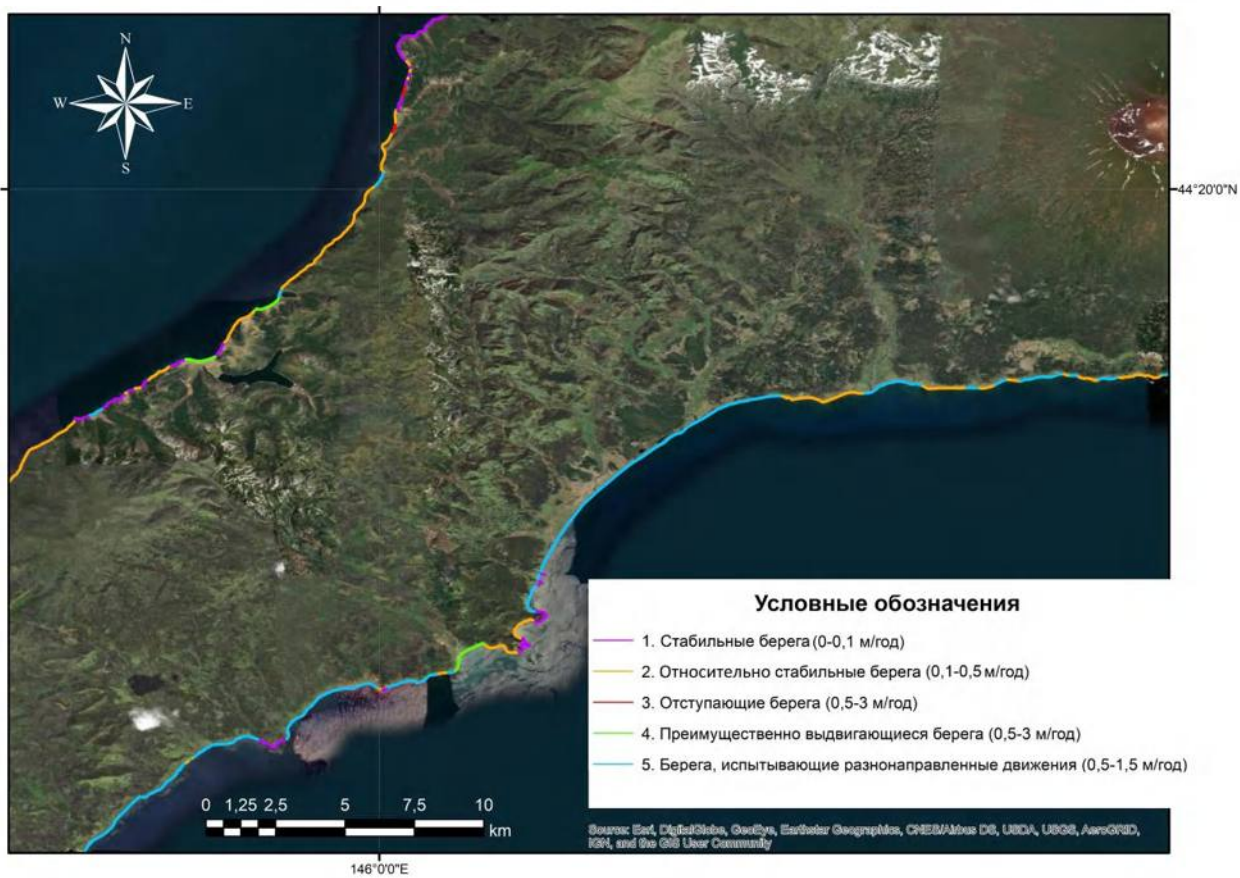 N
W E
S
44°20'0"N
Условные обозначения
1. Стабильные берега (0-0,1 м/год)
2. Относительно стабильные берега (0,1-0,5 м/год)
3. Отступающие берега (0,5-3 м/год)
4. Преимущественно выдвигающиеся берега (0,5-3 м/год)
5. Берега, испытывающие разнонаправленные движения (0,5-1,5 м/год)
0 1,25 2,5 5 7,5 10
km
Source: Esri, DigitalGlobe, GeoEye, Earthstar Geographics, CNES/Airbus DS, USDA, USGS, AeroGRID,
IGN, and the GIS User Community
146°0'0"E